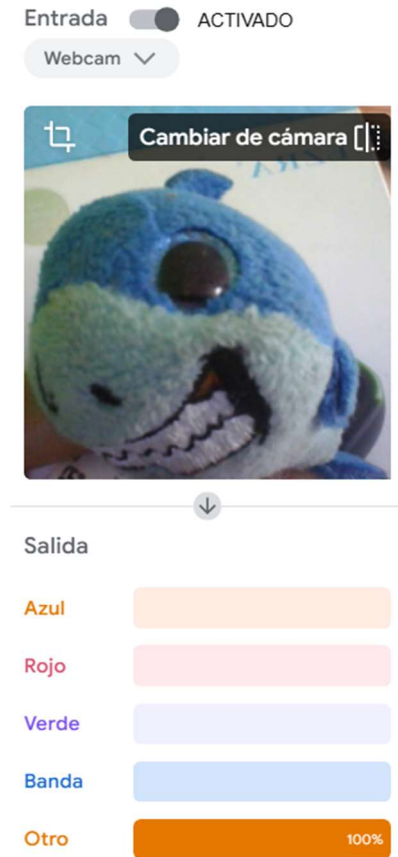 Entrada ACTIVADO
Webcam
Cambiar de cámara
Salida
Azul
Rojo
Verde
Banda
Otro 100%